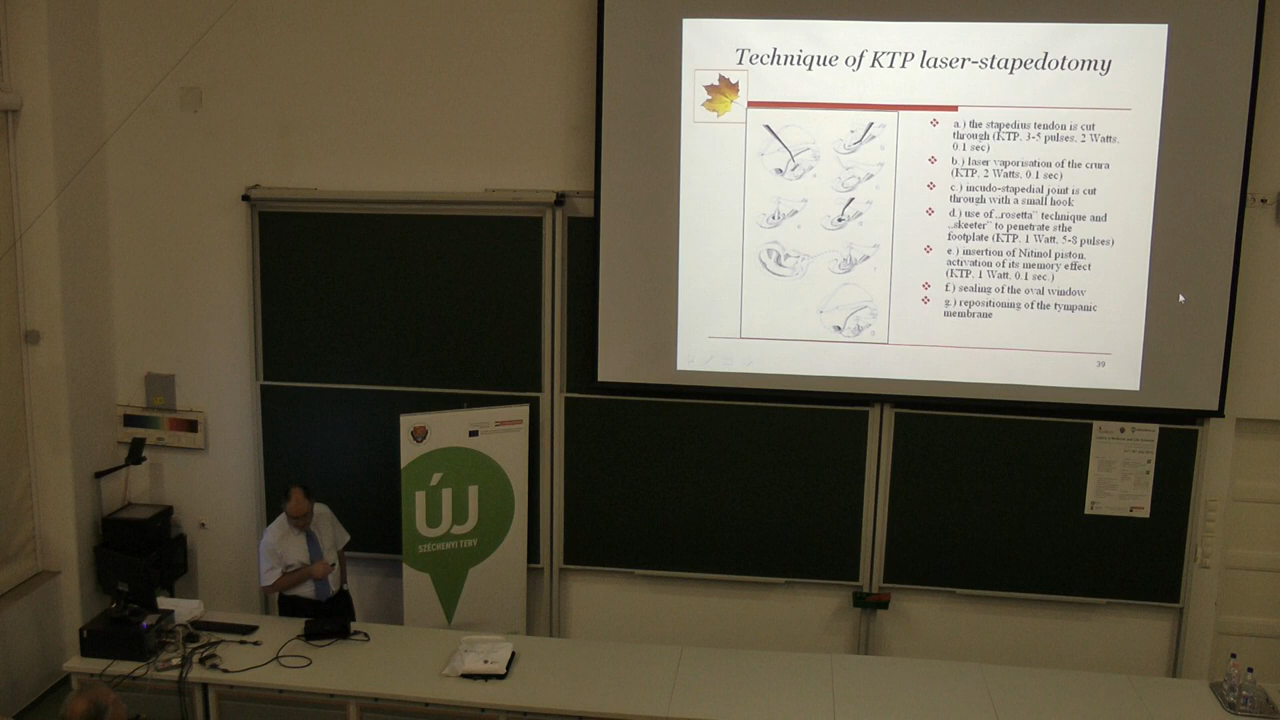 Technique of KTP laser-stapedotomy
a.) the stapedius tendon is cut
through (KTP, 3-5 pulses, 2 Watts,
0.1 sec)
b.) laser vaporisation of the crura
(KTP, 2 Watts, 0.1 sec)
c.) incudo-stapedial joint is cut
through with a small hook
d.) use of „rosetta” technique and
„skeeter” to penetrate sthe
footplate (KTP, 1 Watt, 5-8 pulses)
e.) insertion of Nitinol piston,
activation of its memory effect
(KTP, 1 Watt, 0.1 sec.)
f.) sealing of the oval window
g.) repositioning of the tympanic
membrane
39
ÚJ
SZÉCHENYI TERV